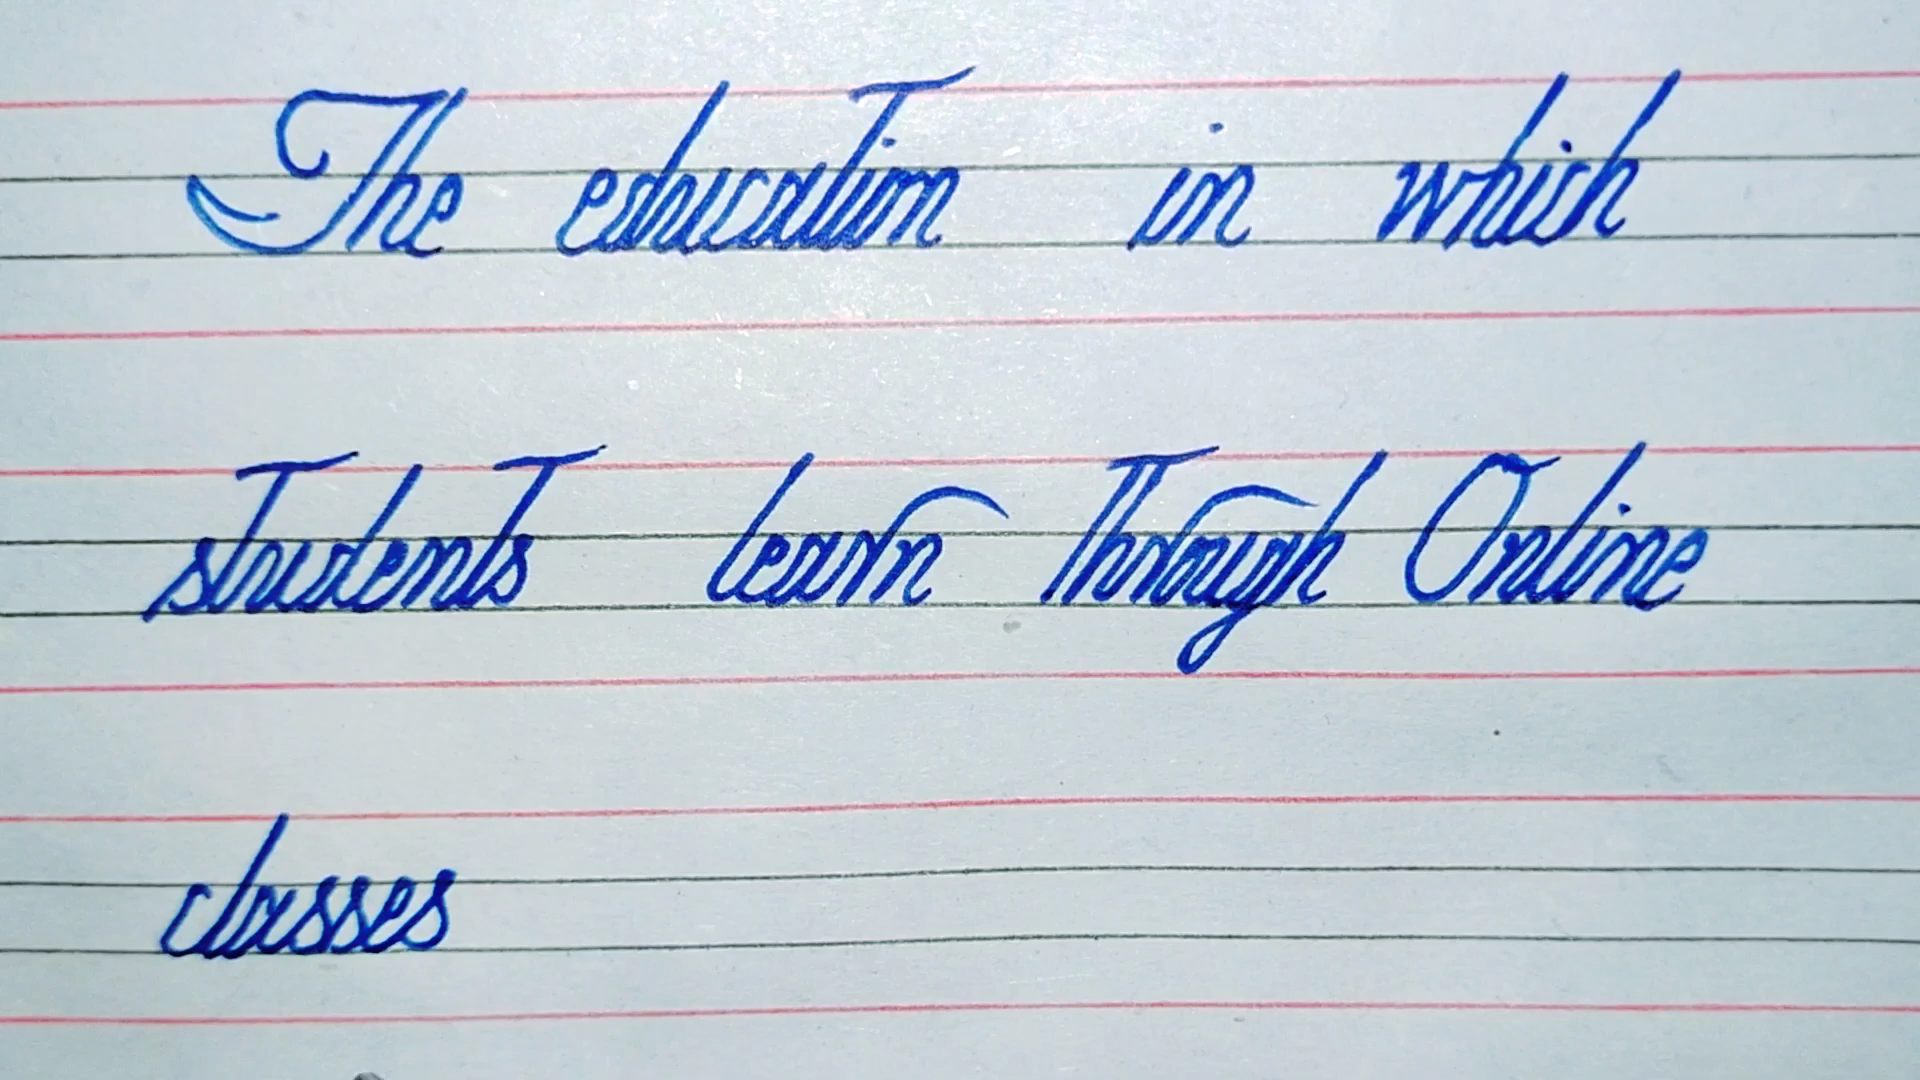 The education in which
students learn through Online
classes